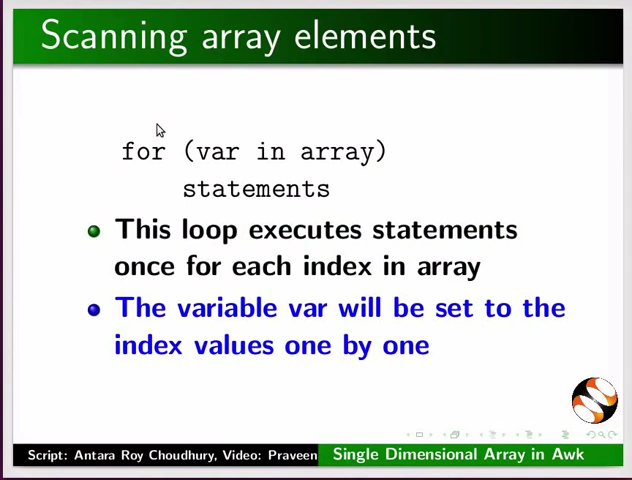 Scanning array elements
for (var in array)
statements
This loop executes statements
once for each index in array
The variable var will be set to the
index values one by one
Script: Antara Roy Choudhury, Video: Praveen
Single Dimensional Array in Awk